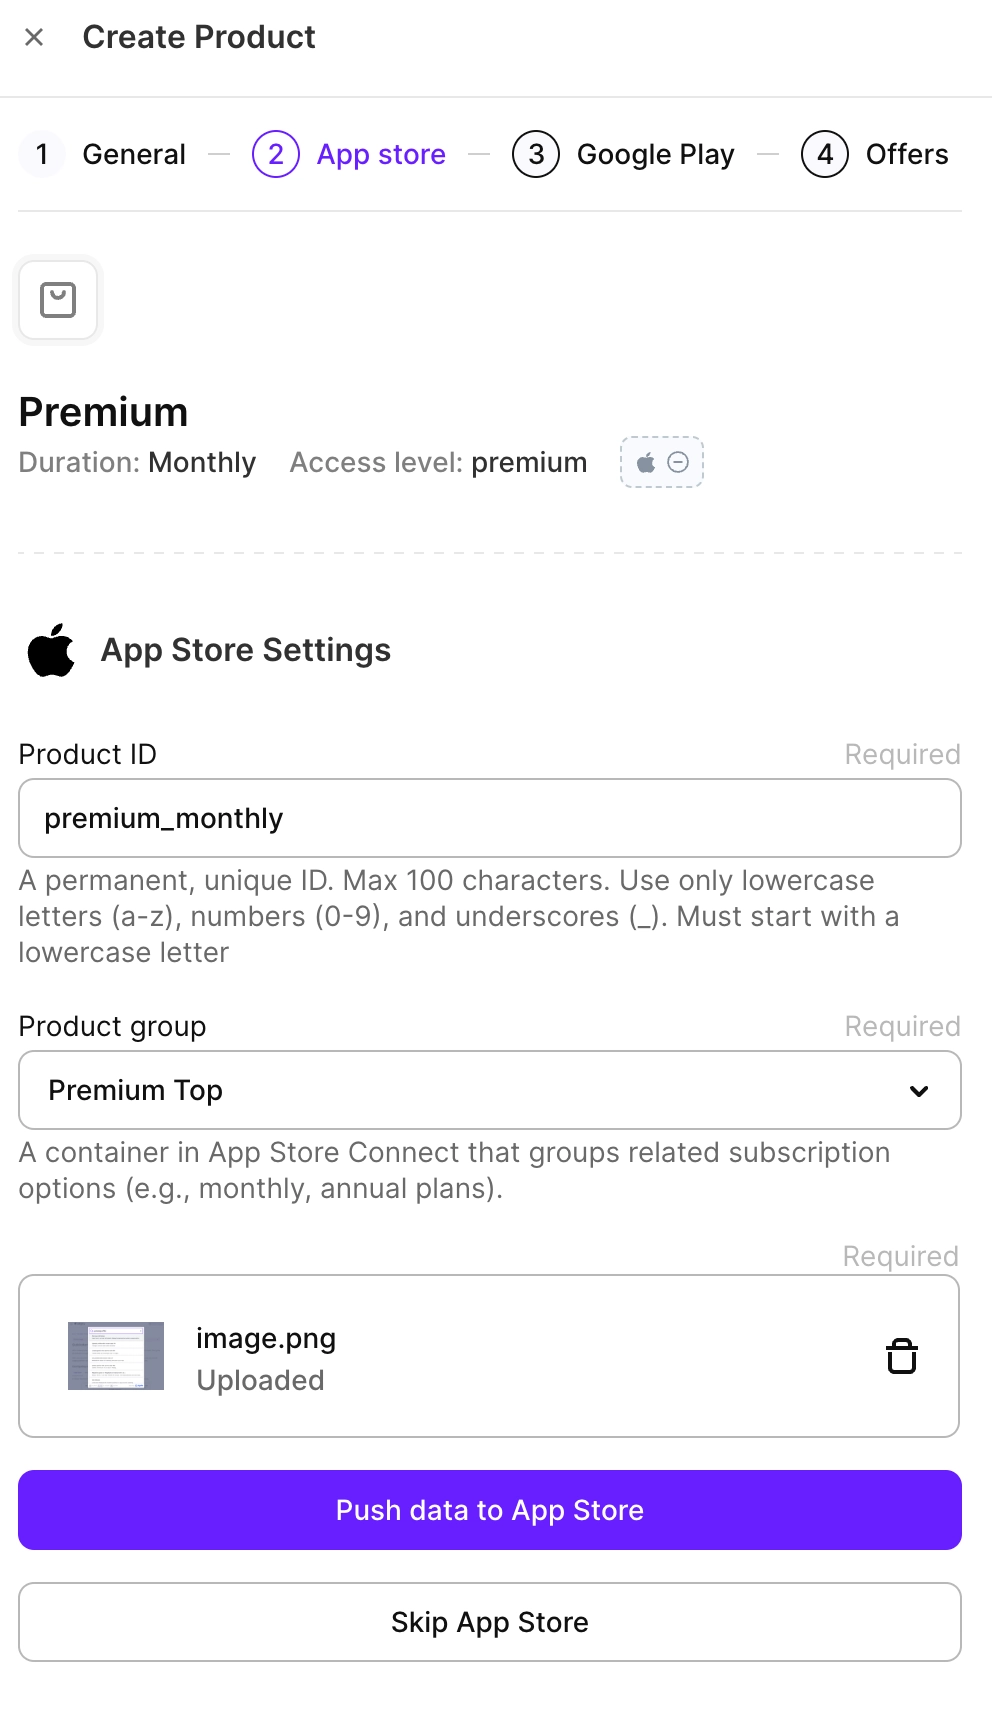 Create Product
1 General 2 App store 3 Google Play 4 Offers
Premium
Duration: Monthly Access level: premium
App Store Settings
Product ID Required
premium_monthly
A permanent, unique ID. Max 100 characters. Use only lowercase
letters (a-z), numbers (0-9), and underscores (_). Must start with a
lowercase letter
Product group Required
Premium Top
A container in App Store Connect that groups related subscription
options (e.g., monthly, annual plans).
Required
image.png
Uploaded
Push data to App Store
Skip App Store